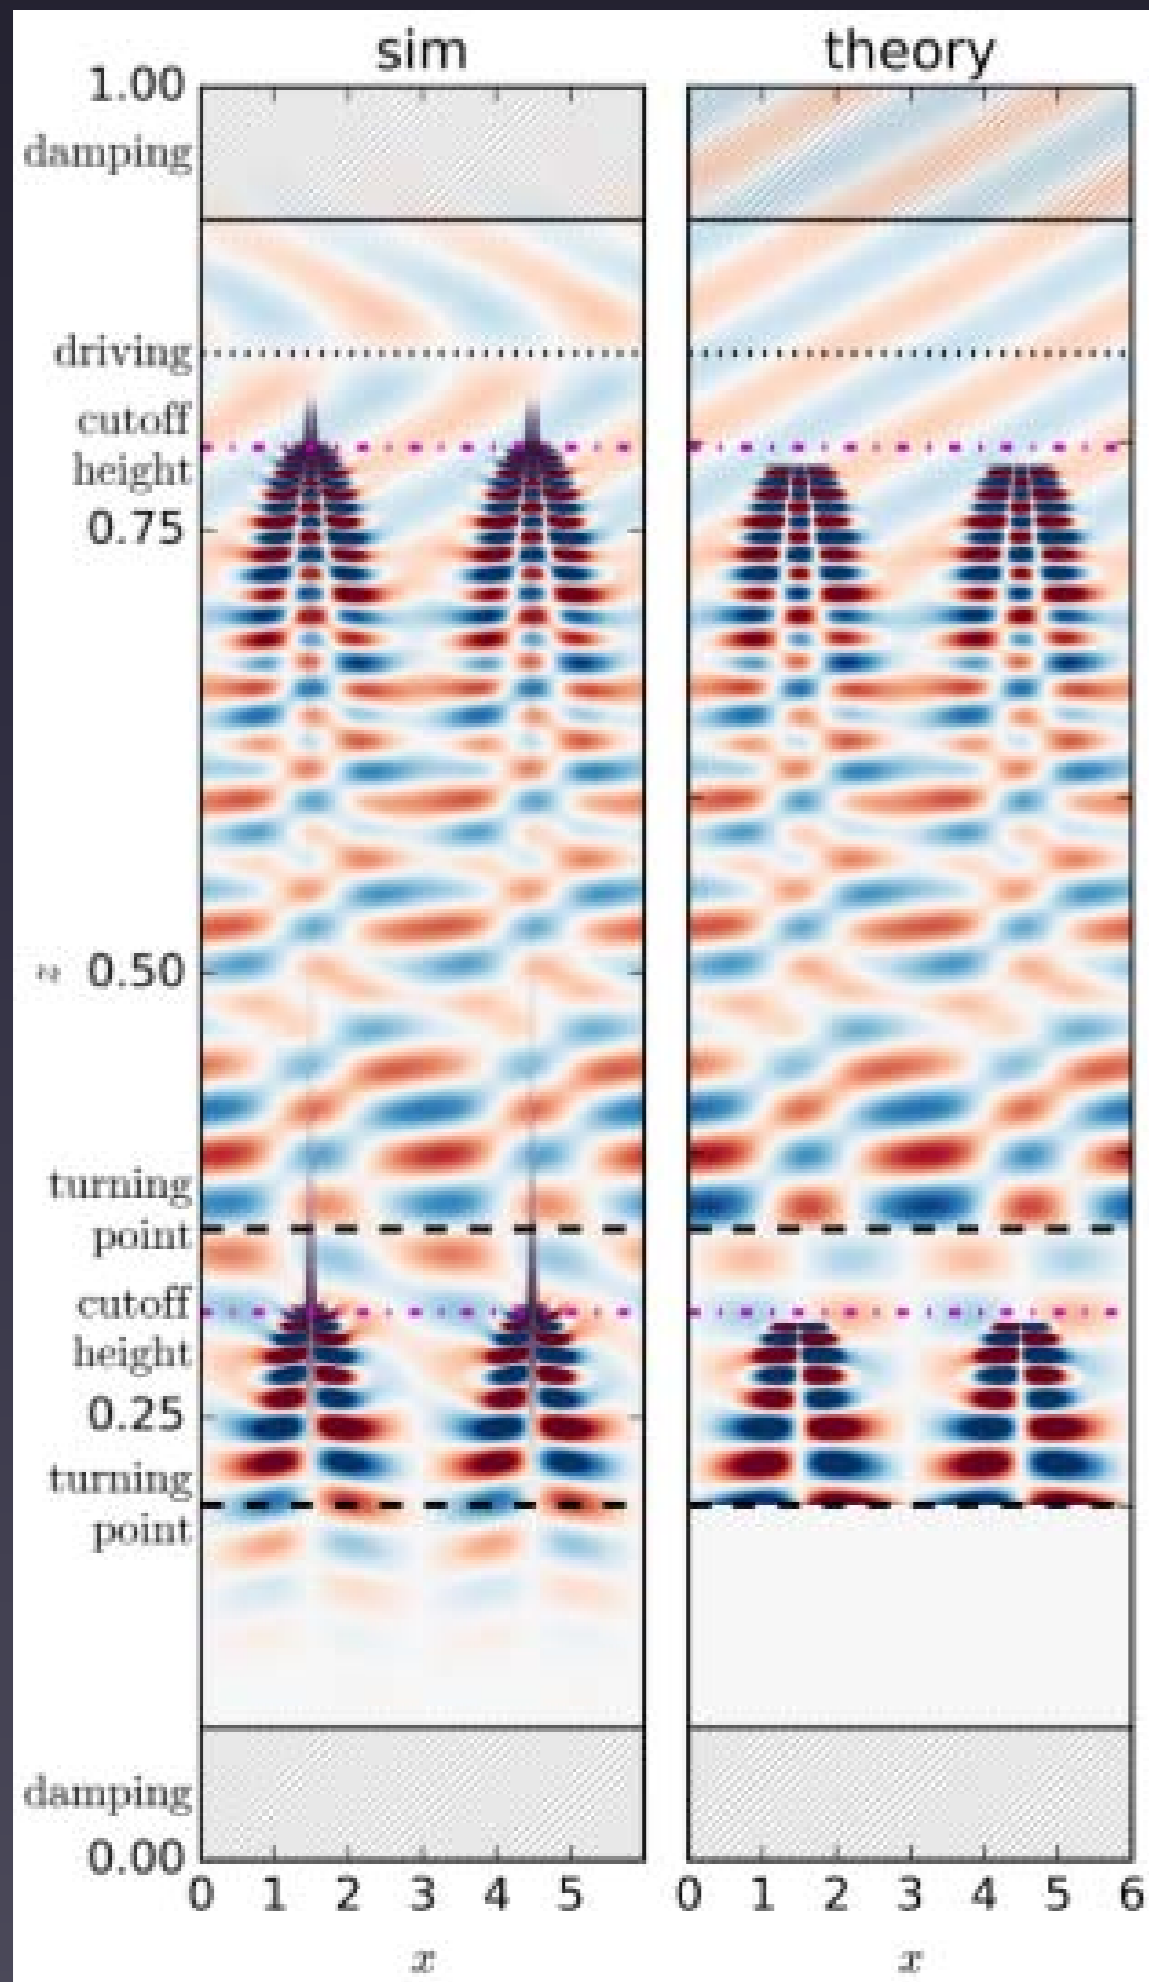 sim theory
1.00
damping
driving
cutoff
height
0.75
z 0.50
turning
point
cutoff
height
0.25
turning
point
damping
0.00
0 1 2 3 4 5 0 1 2 3 4 5 6
x x